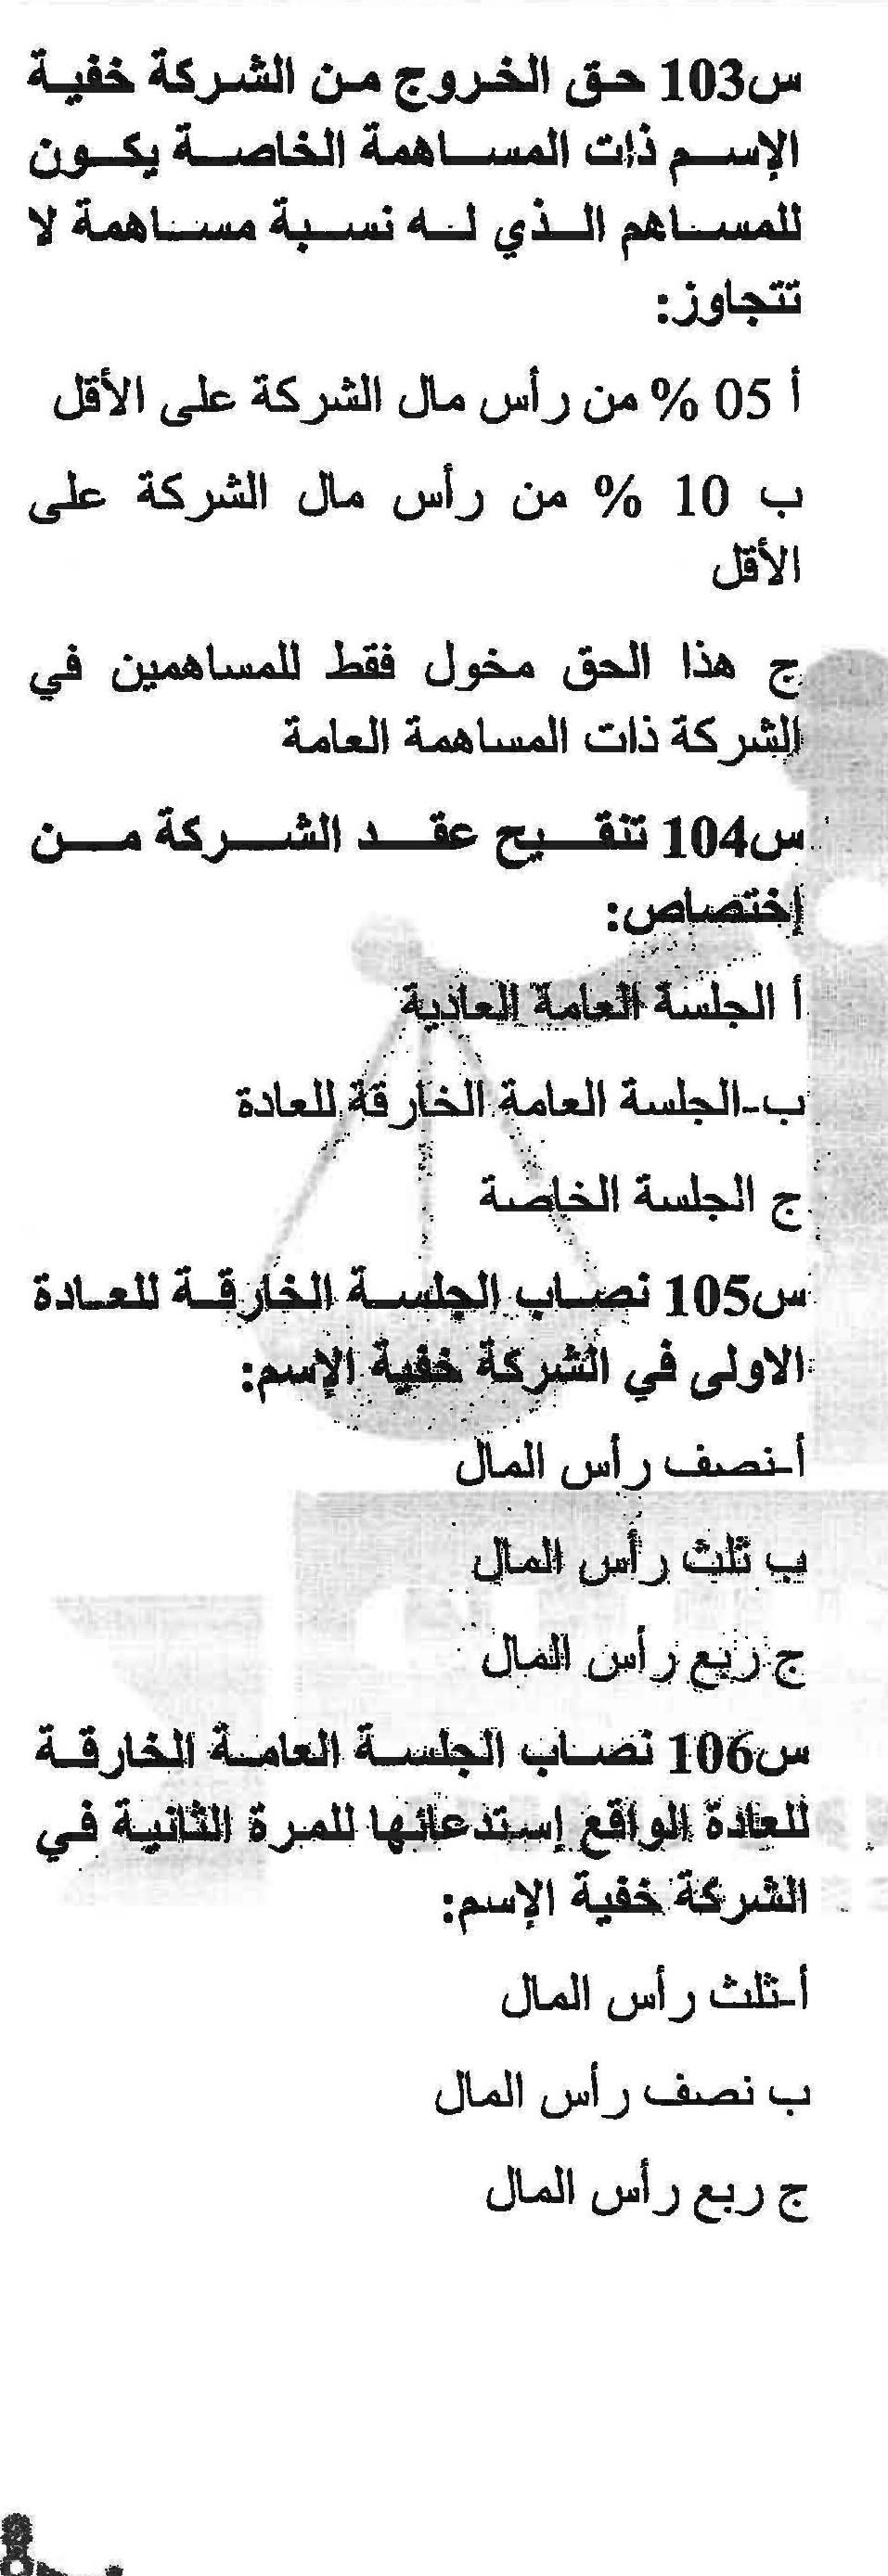 س103 حق الخروج من الشركة خفية
الإسم ذات المساهمة الخاصة يكون
للمساهم الذي له نسبة مساهمة لا
تتجاوز:
أ 05 % من رأس مال الشركة على الأقل
ب 10 % من رأس مال الشركة على
الأقل
ج هذا الحق مخول فقط للمساهمين في
الشركة ذات المساهمة العامة
س104 تنقيح عقد الشركة من
إختصاص:
أ الجلسة العامة العادية
ب-الجلسة العامة الخارقة للعادة
ج الجلسة الخاصة
س105 نصاب الجلسة الخارقة للعادة
الاولى في الشركة خفية الإسم:
أ-نصف رأس المال
ب ثلث رأس المال
ج ربع رأس المال
س106 نصاب الجلسة العامة الخارقة
للعادة الواقع إستدعائها للمرة الثانية في
الشركة خفية الإسم:
أ-ثلث رأس المال
ب نصف رأس المال
ج ربع رأس المال